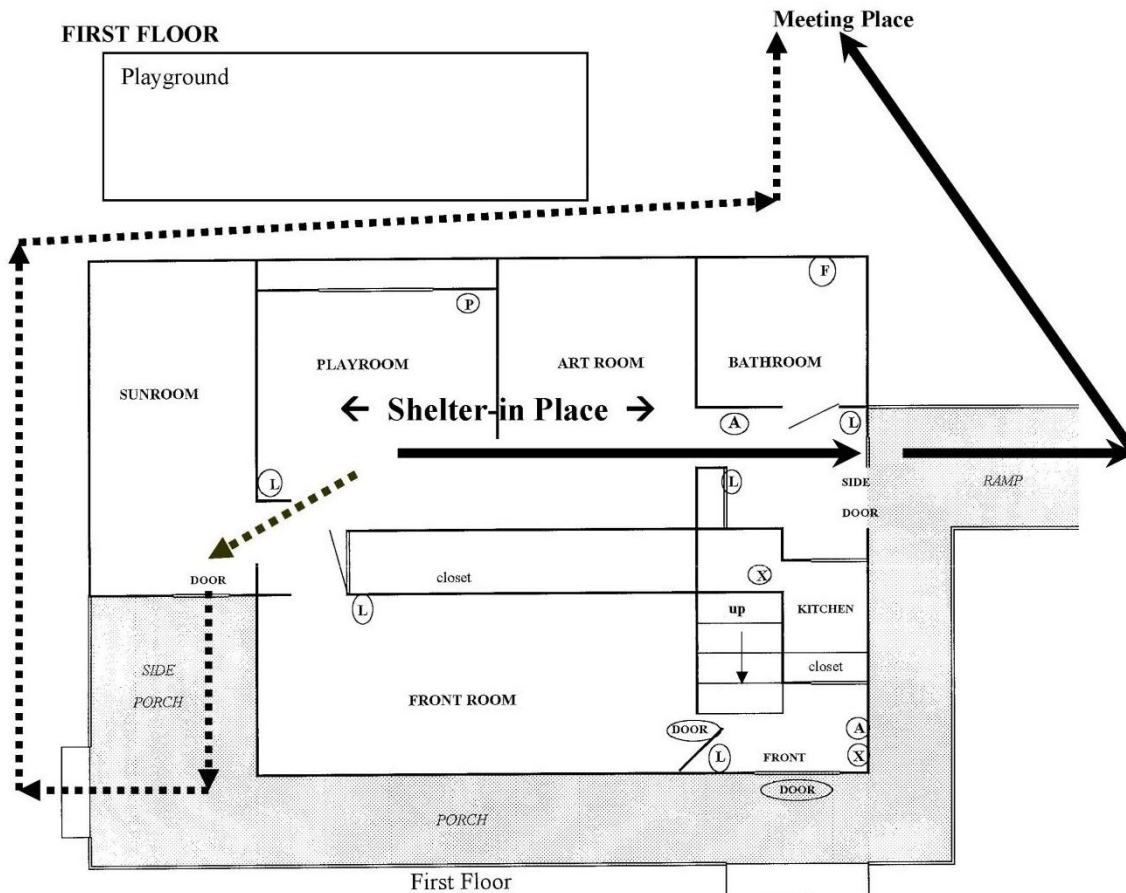 Meeting Place
FIRST FLOOR
Playground
F
P
PLAYROOM
ART ROOM
BATHROOM
SUNROOM
← Shelter-in Place →
A
L
L
L
SIDE
DOOR
RAMP
DOOR
closet
X
L
up
KITCHEN
SIDE
PORCH
closet
FRONT ROOM
DOOR
A
L
FRONT
X
DOOR
PORCH
First Floor